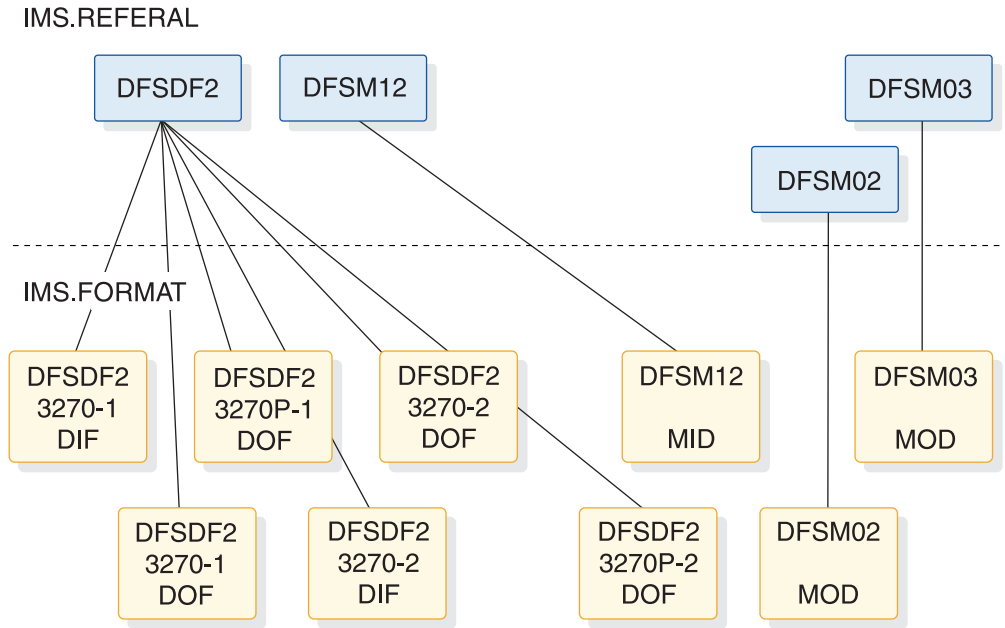 IMS.REFERAL
DFSDF2
DFSM12
DFSM03
DFSM02
IMS.FORMAT
DFSDF2
3270-1
DIF
DFSDF2
3270P-1
DOF
DFSDF2
3270-2
DOF
DFSM12
MID
DFSM03
MOD
DFSDF2
3270-1
DOF
DFSDF2
3270-2
DIF
DFSDF2
3270P-2
DOF
DFSM02
MOD